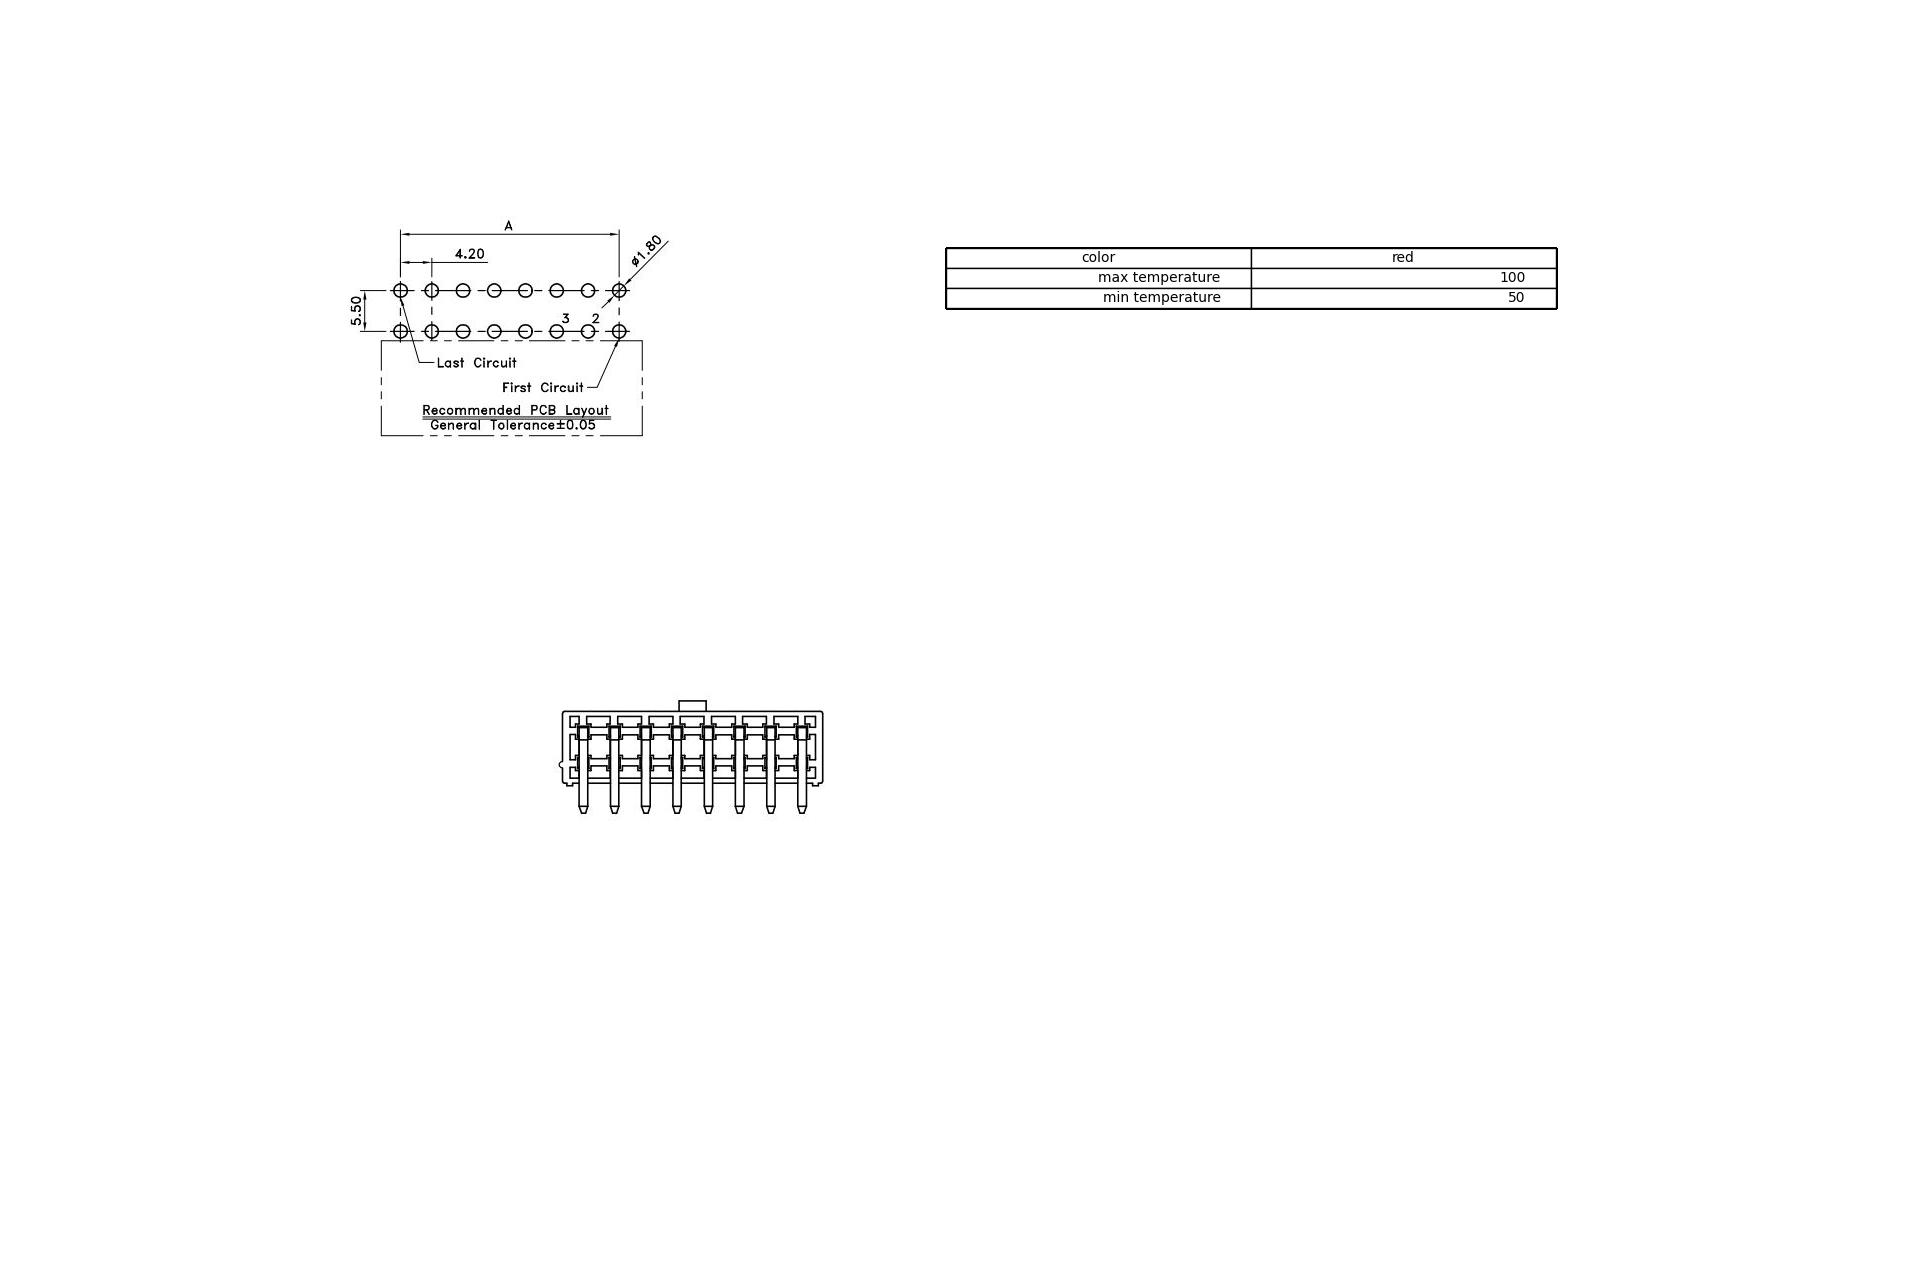 A
4.20
ø1.80
5.50
3 2
Last Circuit
First Circuit
Recommended PCB Layout
General Tolerance±0.05
color red
max temperature 100
min temperature 50